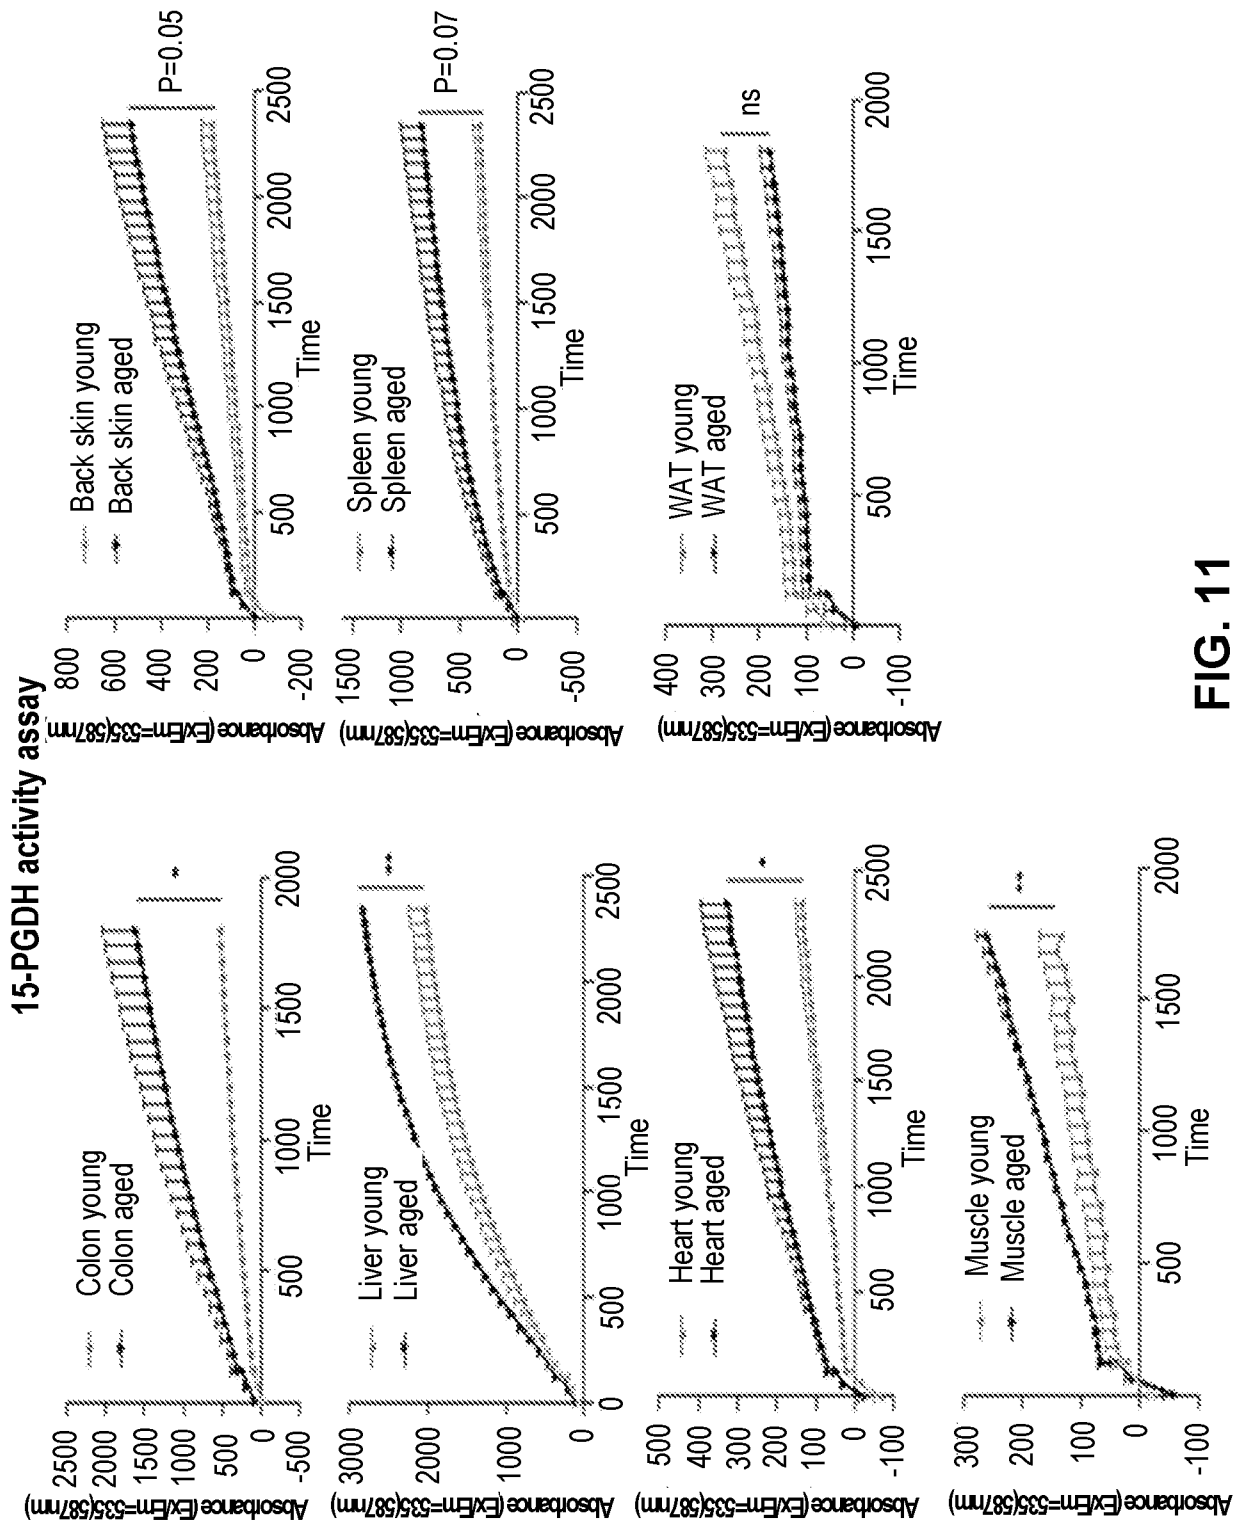 15-PGDH activity assay
Colon young
Colon aged
2500
2000
1500
1000
500
0
-500
Absorbance (Ex/Em=535(587nm)
500
1000
1500
2000
Time
*
Back skin young
Back skin aged
800
600
400
200
0
-200
Absorbance (Ex/Em=535(587nm)
500
1000
1500
2000
2500
Time
P=0.05
Liver young
Liver aged
3000
2000
1000
0
Absorbance (Ex/Em=535(587nm)
0
500
1000
1500
2000
2500
Time
**
Spleen young
Spleen aged
1500
1000
500
0
-500
Absorbance (Ex/Em=535(587nm)
500
1000
1500
2000
2500
Time
P=0.07
Heart young
Heart aged
500
400
300
200
100
0
-100
Absorbance (Ex/Em=535(587nm)
500
1000
1500
2000
2500
Time
*
WAT young
WAT aged
400
300
200
100
0
-100
Absorbance (Ex/Em=535(587nm)
500
1000
1500
2000
Time
ns
Muscle young
Muscle aged
300
200
100
0
-100
Absorbance (Ex/Em=535(587nm)
500
1000
1500
2000
Time
**
FIG. 11